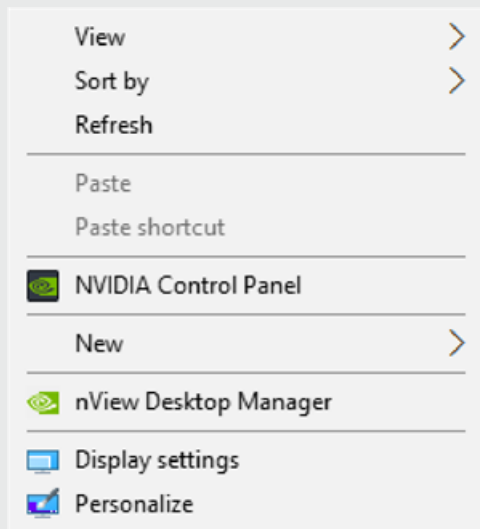 View
Sort by
Refresh
Paste
Paste shortcut
NVIDIA Control Panel
New
nView Desktop Manager
Display settings
Personalize